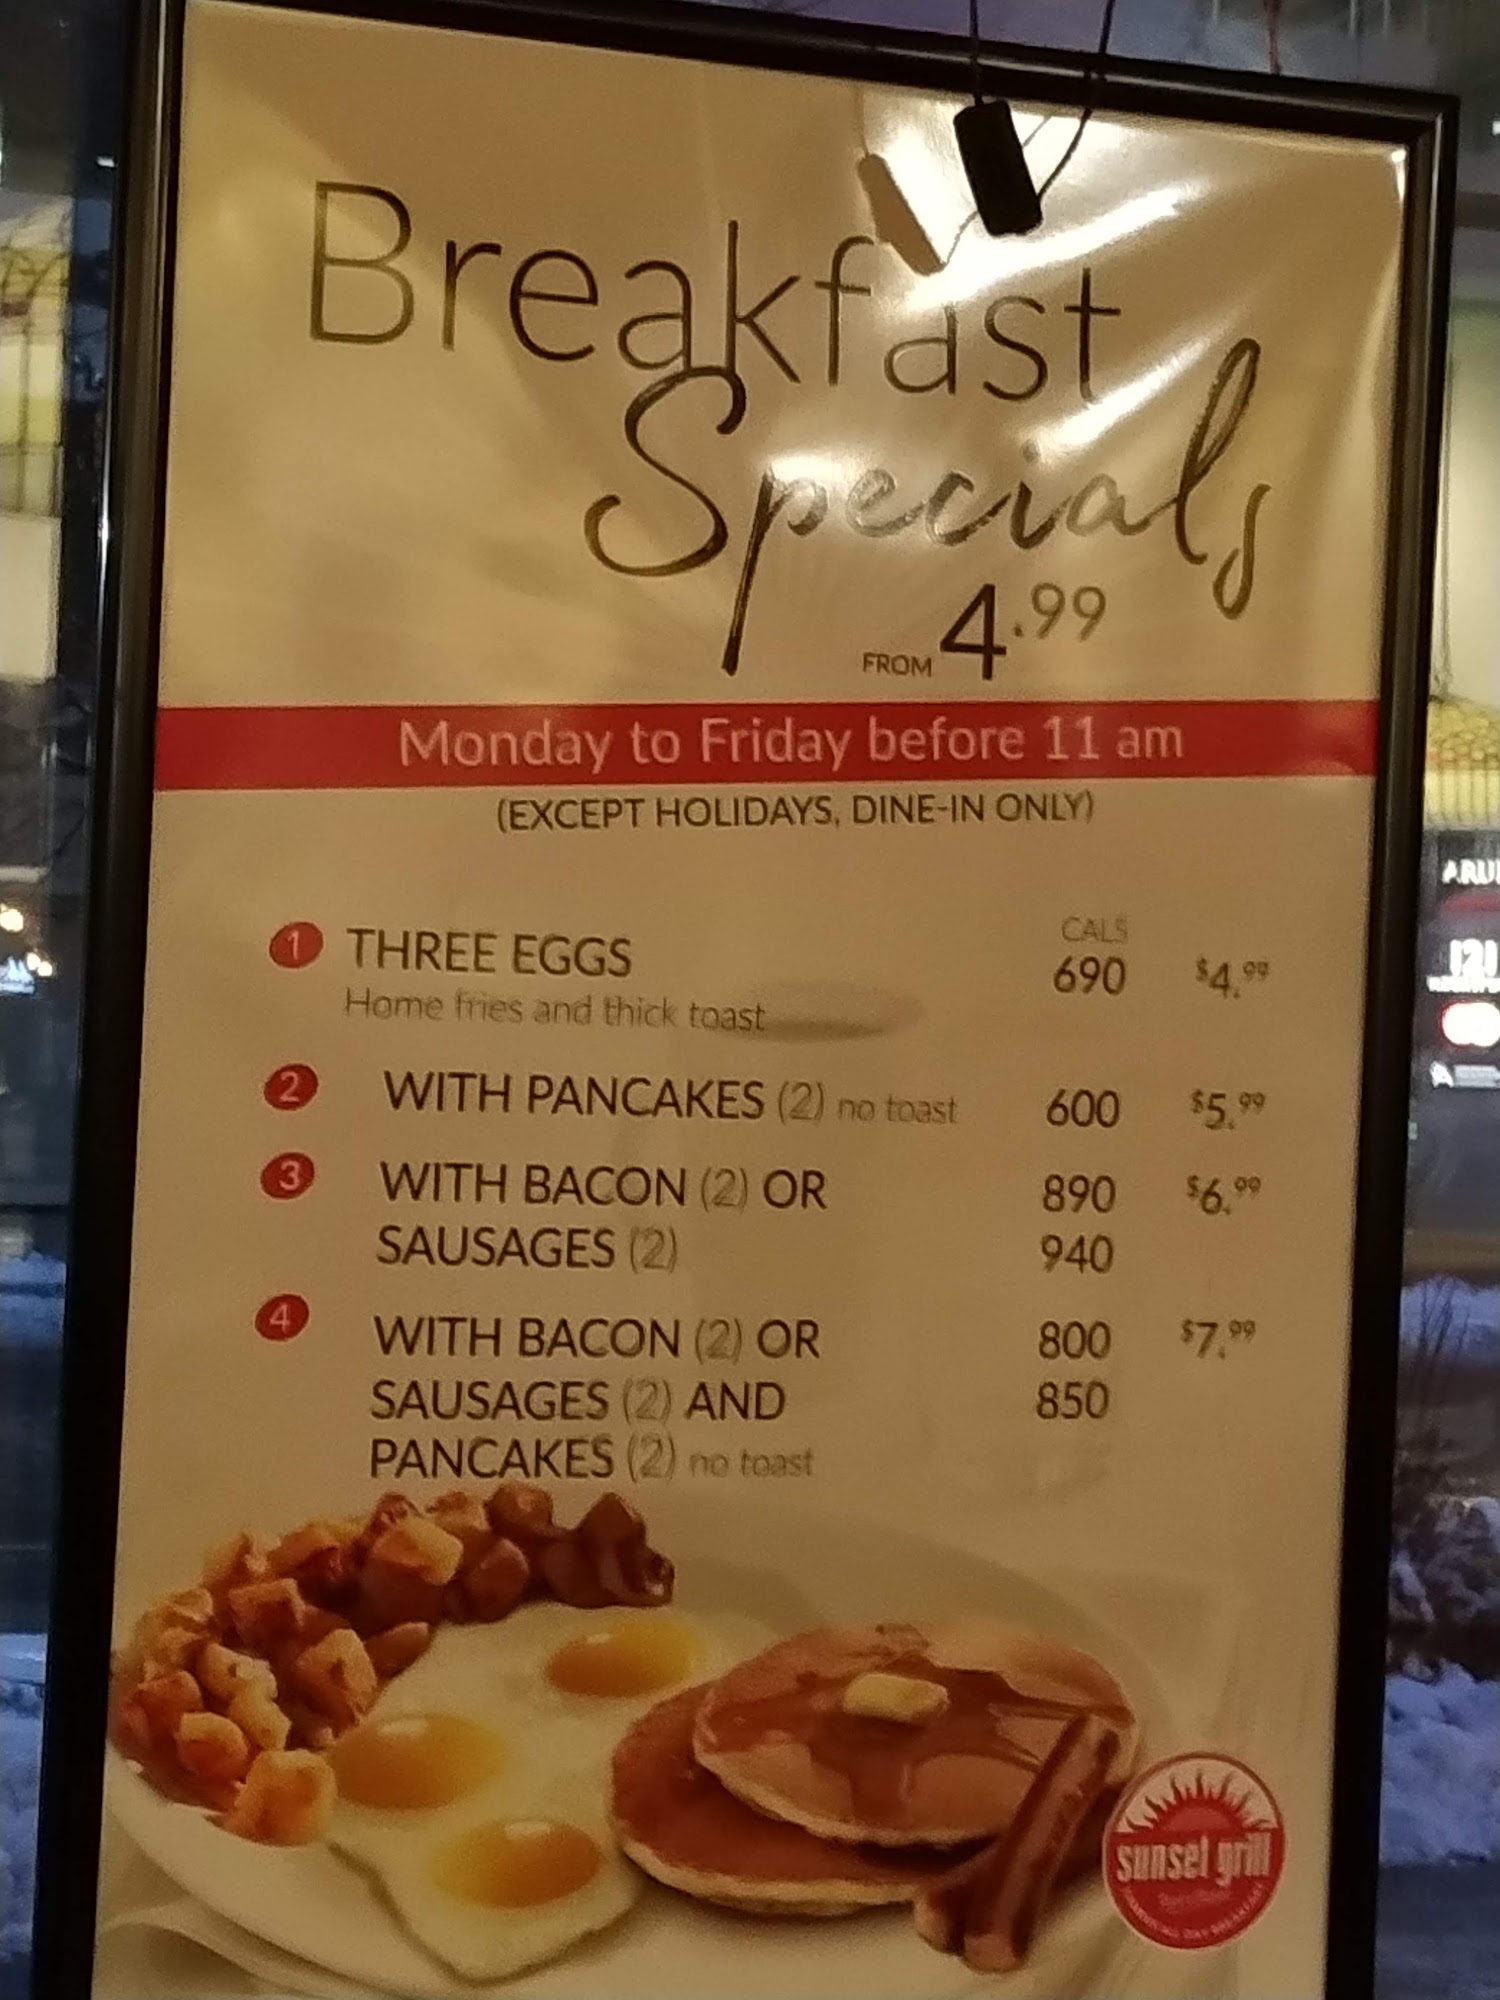 Breakfast
Specials
FROM 4.99
Monday to Friday before 11 am
(EXCEPT HOLIDAYS, DINE-IN ONLY)
CALS
1 THREE EGGS 690 $4.99
Home fries and thick toast
2 WITH PANCAKES (2) no toast 600 $5.99
3 WITH BACON (2) OR 890 $6.99
SAUSAGES (2) 940
4 WITH BACON (2) OR 800 $7.99
SAUSAGES (2) AND 850
PANCAKES (2) no toast
sunset grill